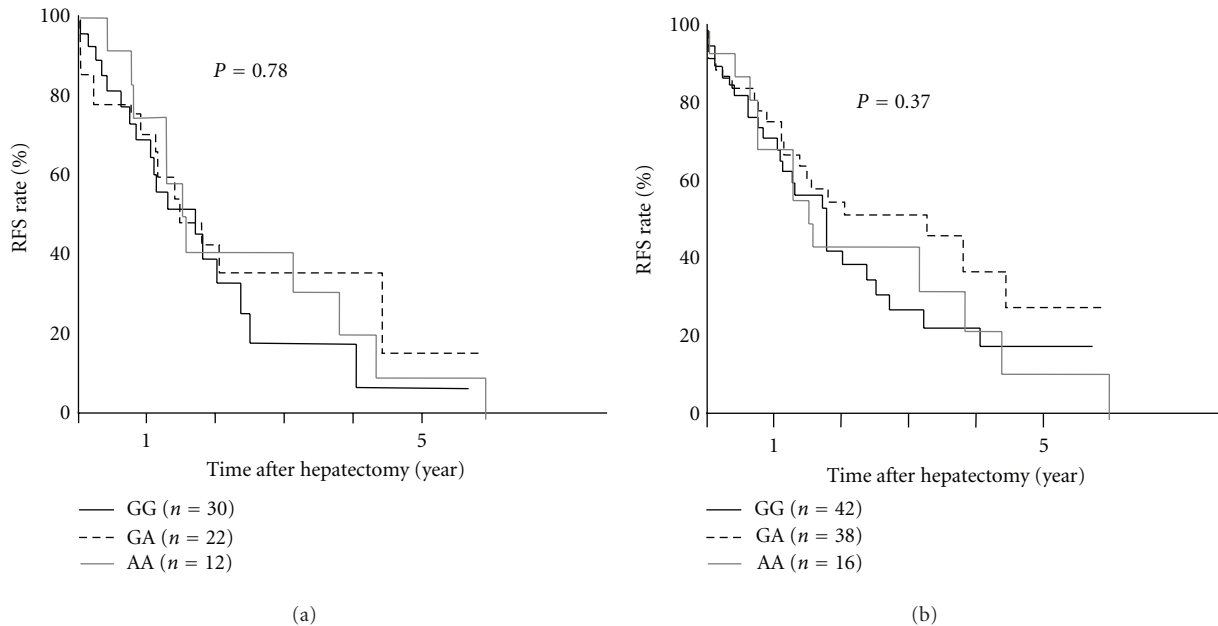 100
80
60
40
20
0
RFS rate (%)
P = 0.78
1
5
Time after hepatectomy (year)
GG (n = 30)
GA (n = 22)
AA (n = 12)
(a)
100
80
60
40
20
0
RFS rate (%)
P = 0.37
1
5
Time after hepatectomy (year)
GG (n = 42)
GA (n = 38)
AA (n = 16)
(b)